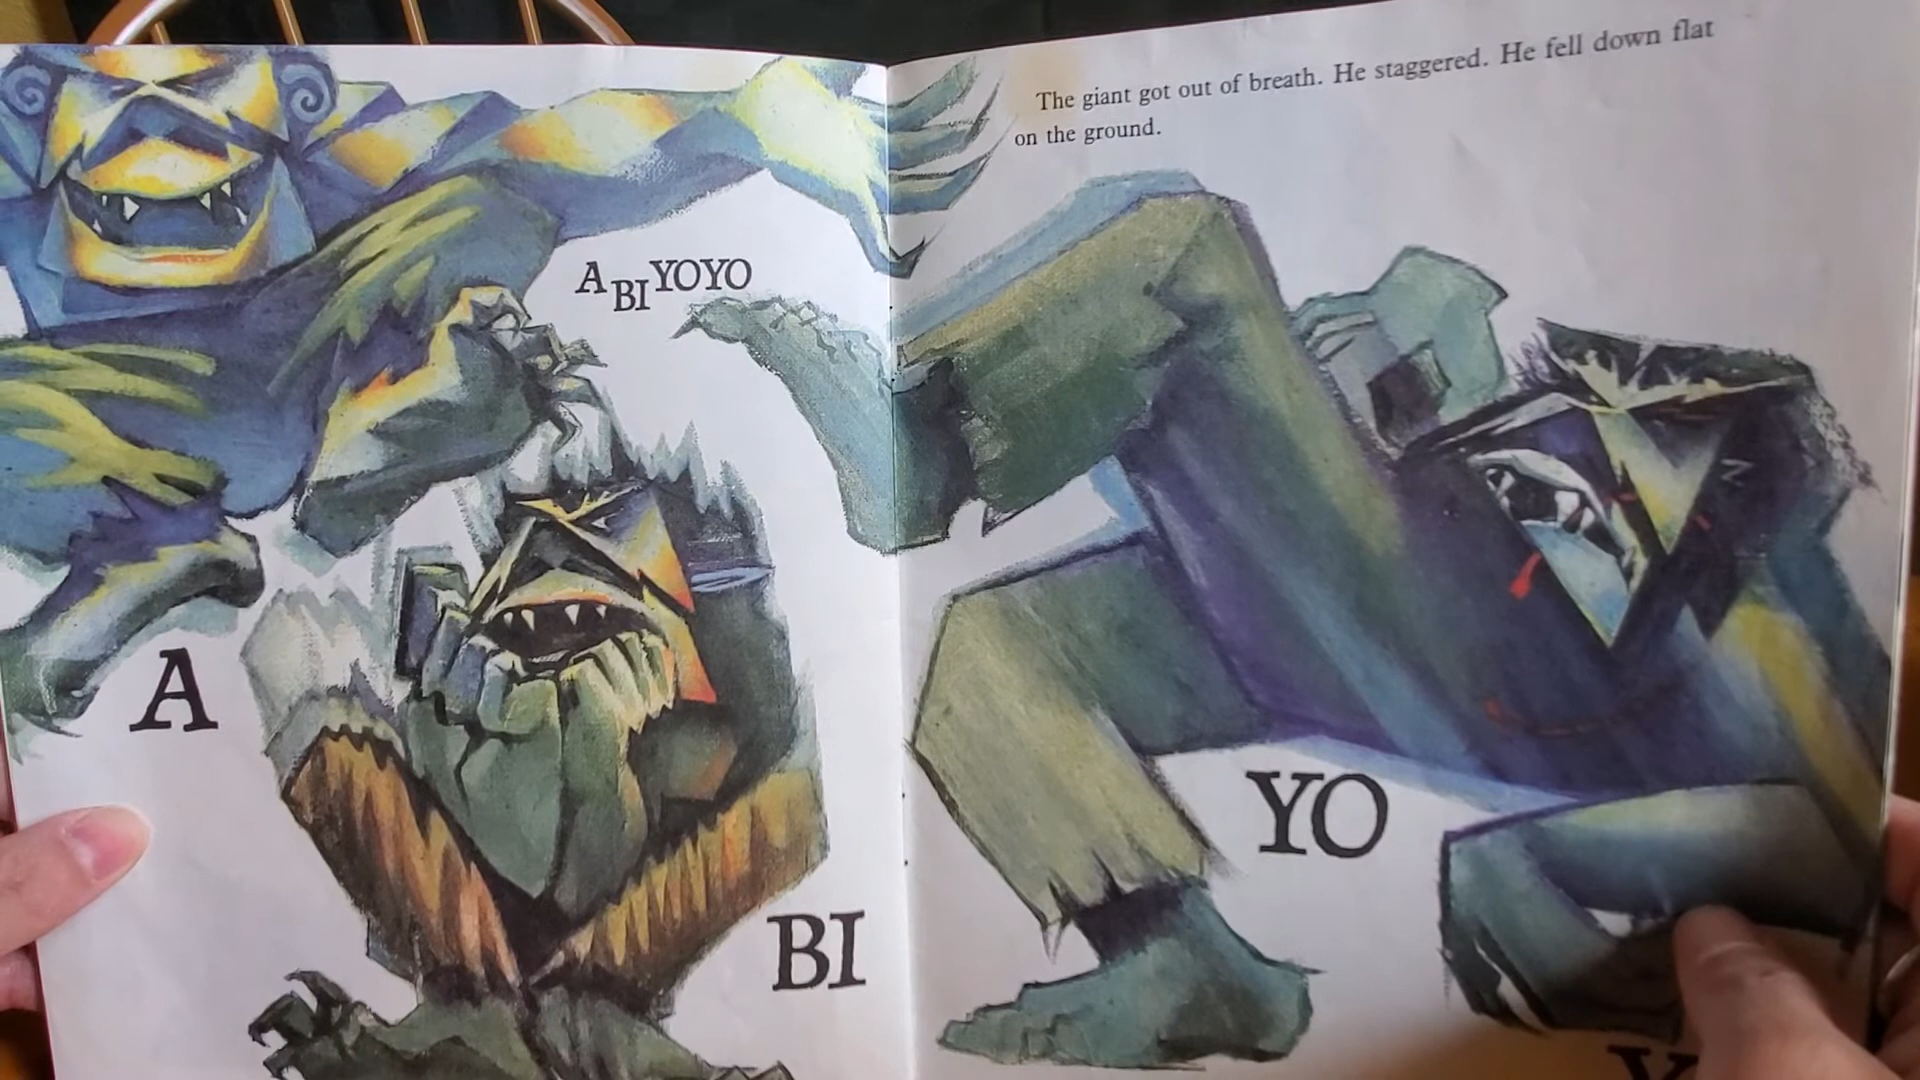 The giant got out of breath. He staggered. He fell down flat
on the ground.
A BI YOYO
A
BI
YO